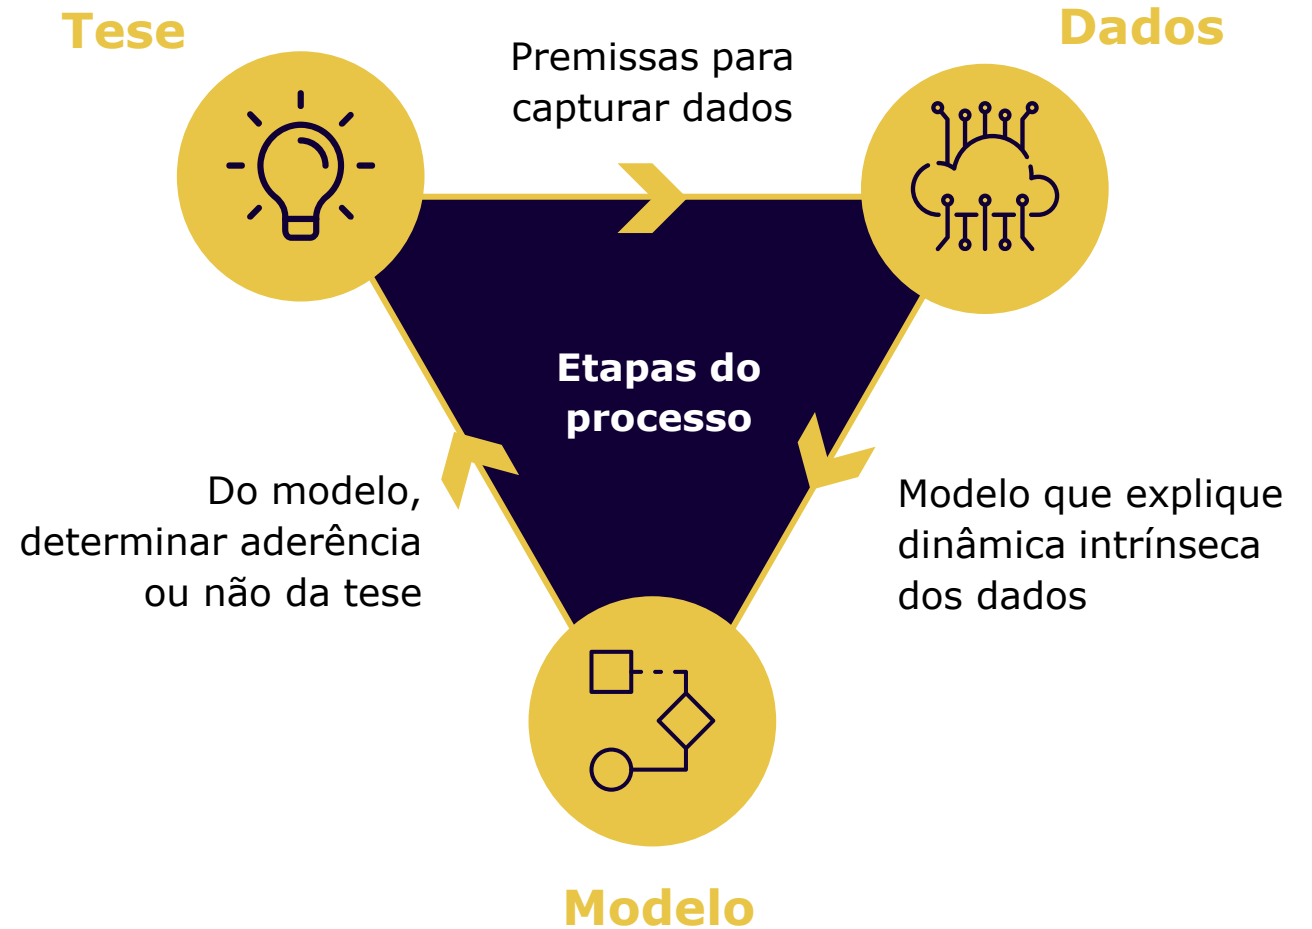 Tese
Dados
Premissas para
capturar dados
Etapas do
processo
Do modelo,
determinar aderência
ou não da tese
Modelo que explique
dinâmica intrínseca
dos dados
Modelo